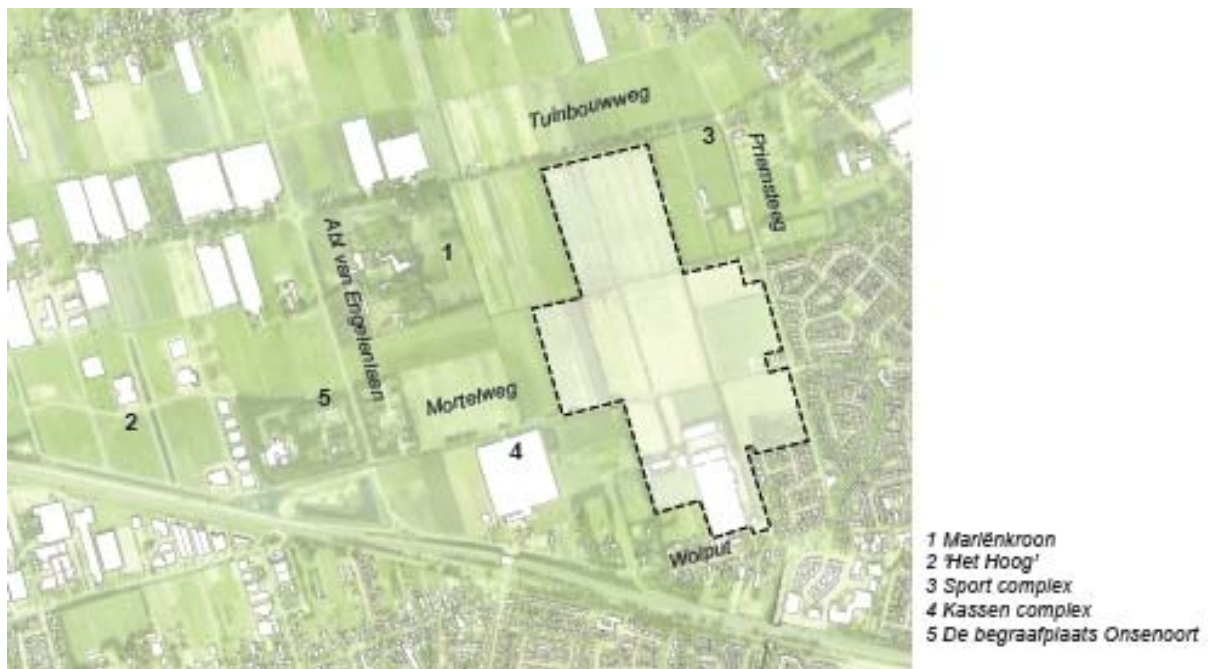 Tuinbouwweg
3
Priemsteeg
Abt van Engelenlaan
1
5
Mortelweg
2
4
Wolput
1 Mariënkroon
2 'Het Hoog'
3 Sport complex
4 Kassen complex
5 De begraafplaats Onsenoort